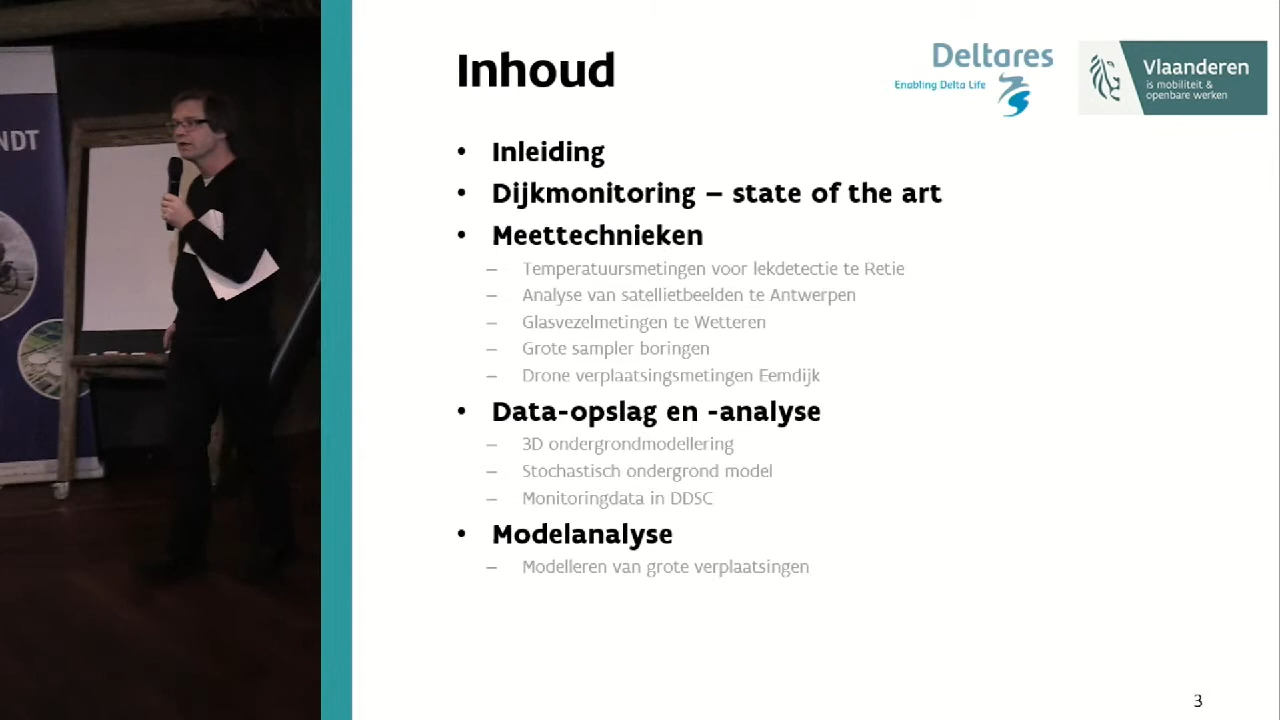 NDT
Inhoud
Deltares
Enabling Delta Life
Vlaanderen
is mobiliteit &
openbare werken
• Inleiding
• Dijkmonitoring – state of the art
• Meettechnieken
– Temperatuursmetingen voor lekdetectie te Retie
– Analyse van satellietbeelden te Antwerpen
– Glasvezelmetingen te Wetteren
– Grote sampler boringen
– Drone verplaatsingsmetingen Eemdijk
• Data-opslag en -analyse
– 3D ondergrondmodellering
– Stochastisch ondergrond model
– Monitoringdata in DDSC
• Modelanalyse
– Modelleren van grote verplaatsingen
3